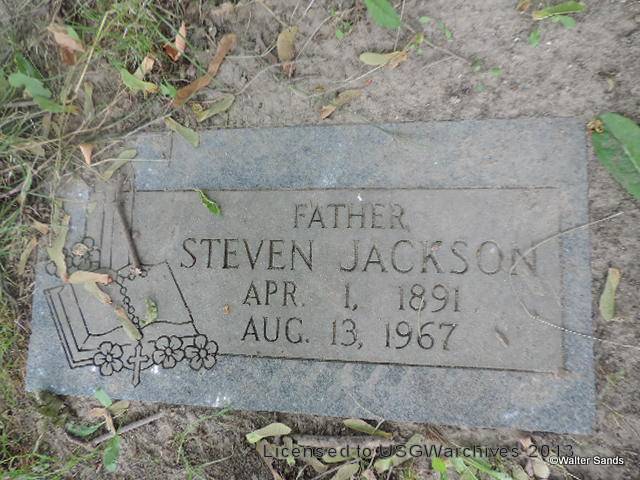 FATHER
STEVEN JACKSON
APR. 1, 1891
AUG. 13, 1967
Licensed to USGWarchives 2013
©Walter Sands